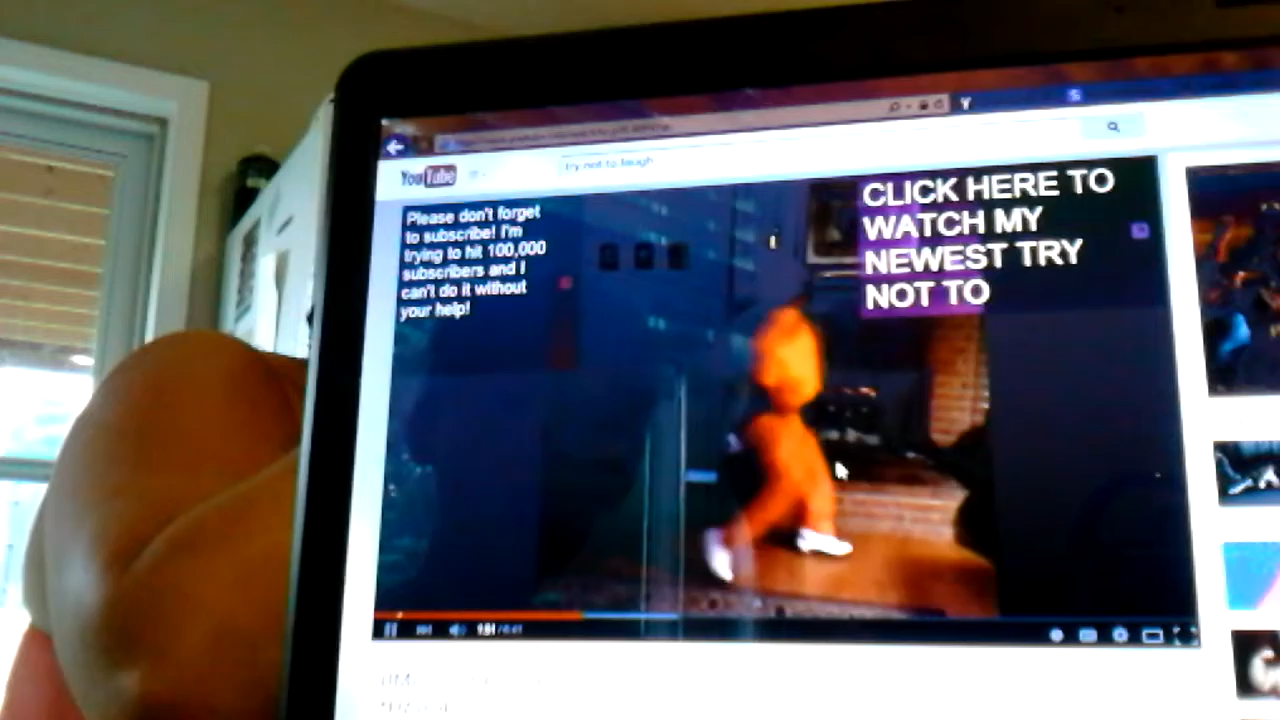 YouTube
try not to laugh
Please don't forget
to subscribe! I'm
trying to hit 100,000
subscribers and I
can't do it without
your help!
CLICK HERE TO
WATCH MY
NEWEST TRY
NOT TO